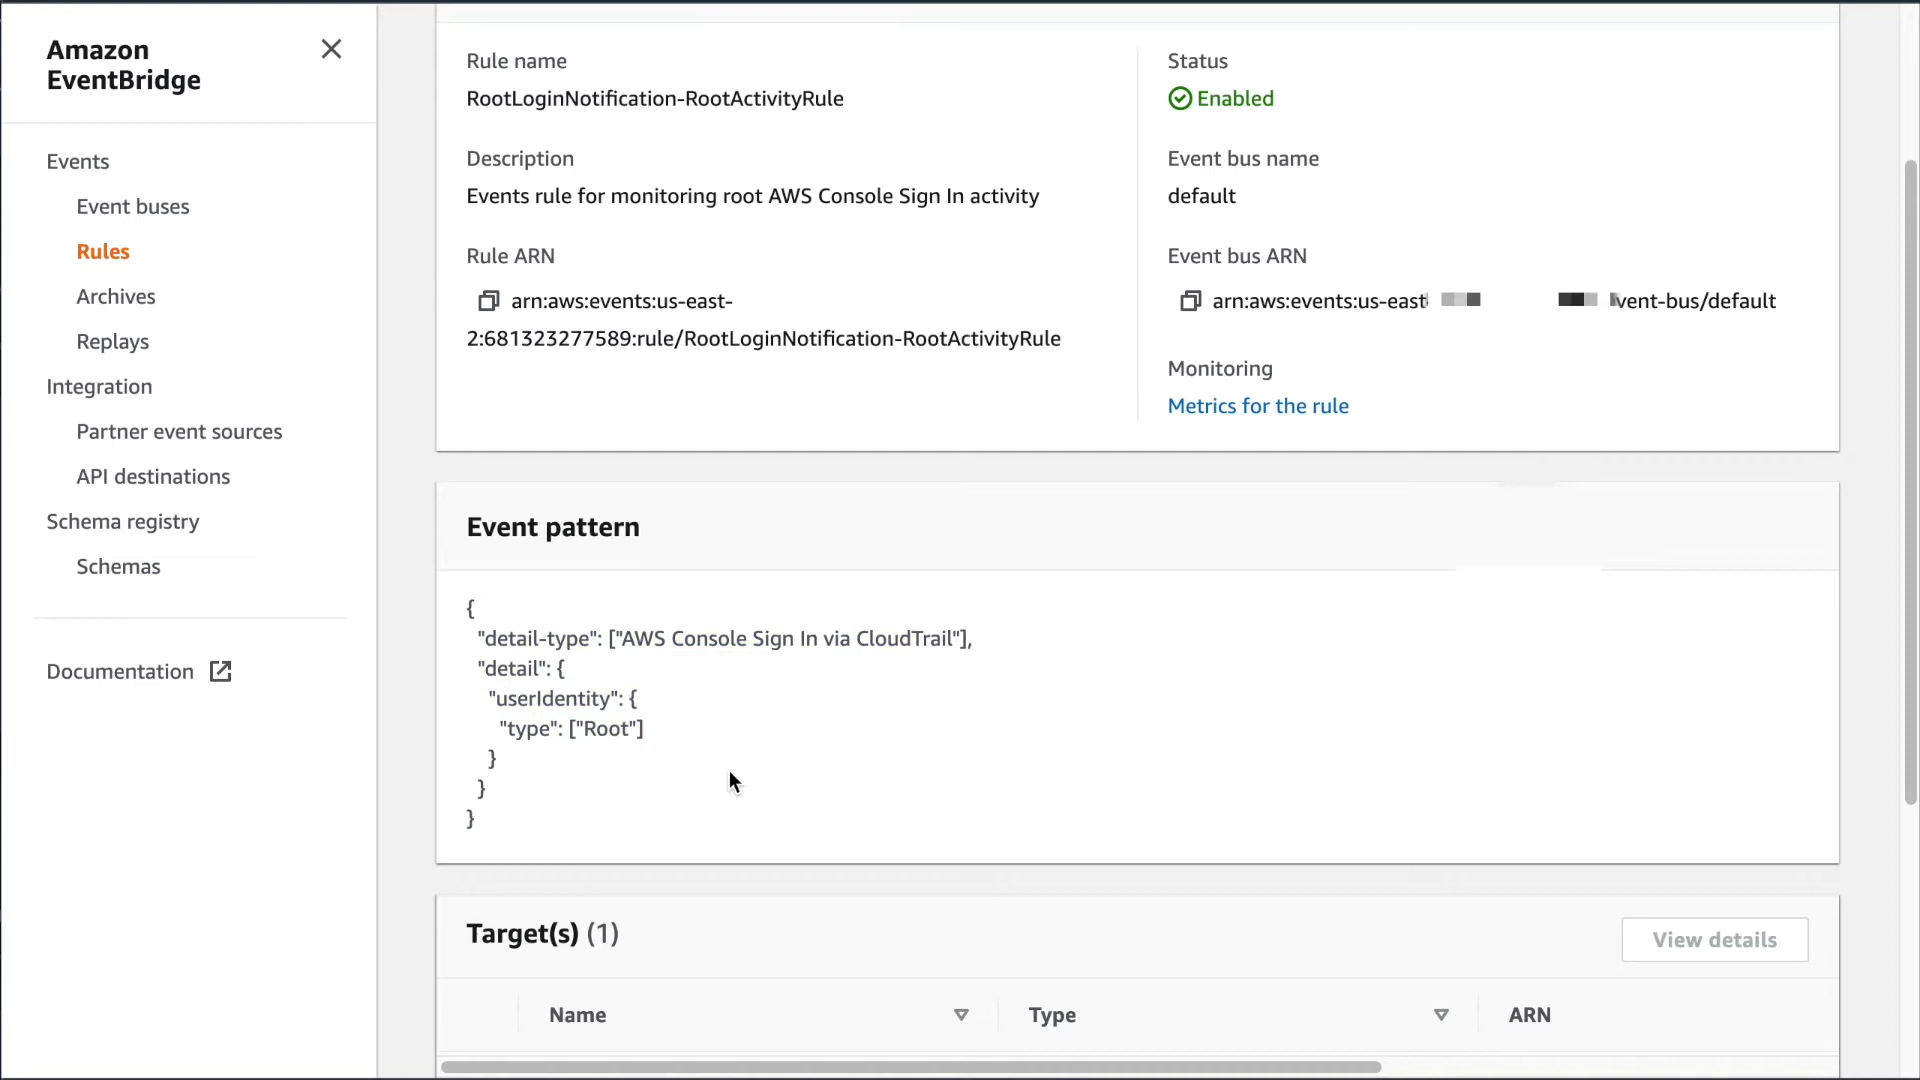 Amazon
EventBridge
Events
Event buses
Rules
Archives
Replays
Integration
Partner event sources
API destinations
Schema registry
Schemas
Documentation
Rule name
RootLoginNotification-RootActivityRule
Description
Events rule for monitoring root AWS Console Sign In activity
Rule ARN
arn:aws:events:us-east-
2:681323277589:rule/RootLoginNotification-RootActivityRule
Status
Enabled
Event bus name
default
Event bus ARN
arn:aws:events:us-east vent-bus/default
Monitoring
Metrics for the rule
Event pattern
{
"detail-type": ["AWS Console Sign In via CloudTrail"],
"detail": {
"userIdentity": {
"type": ["Root"]
}
}
}
Target(s) (1)
View details
Name
Type
ARN